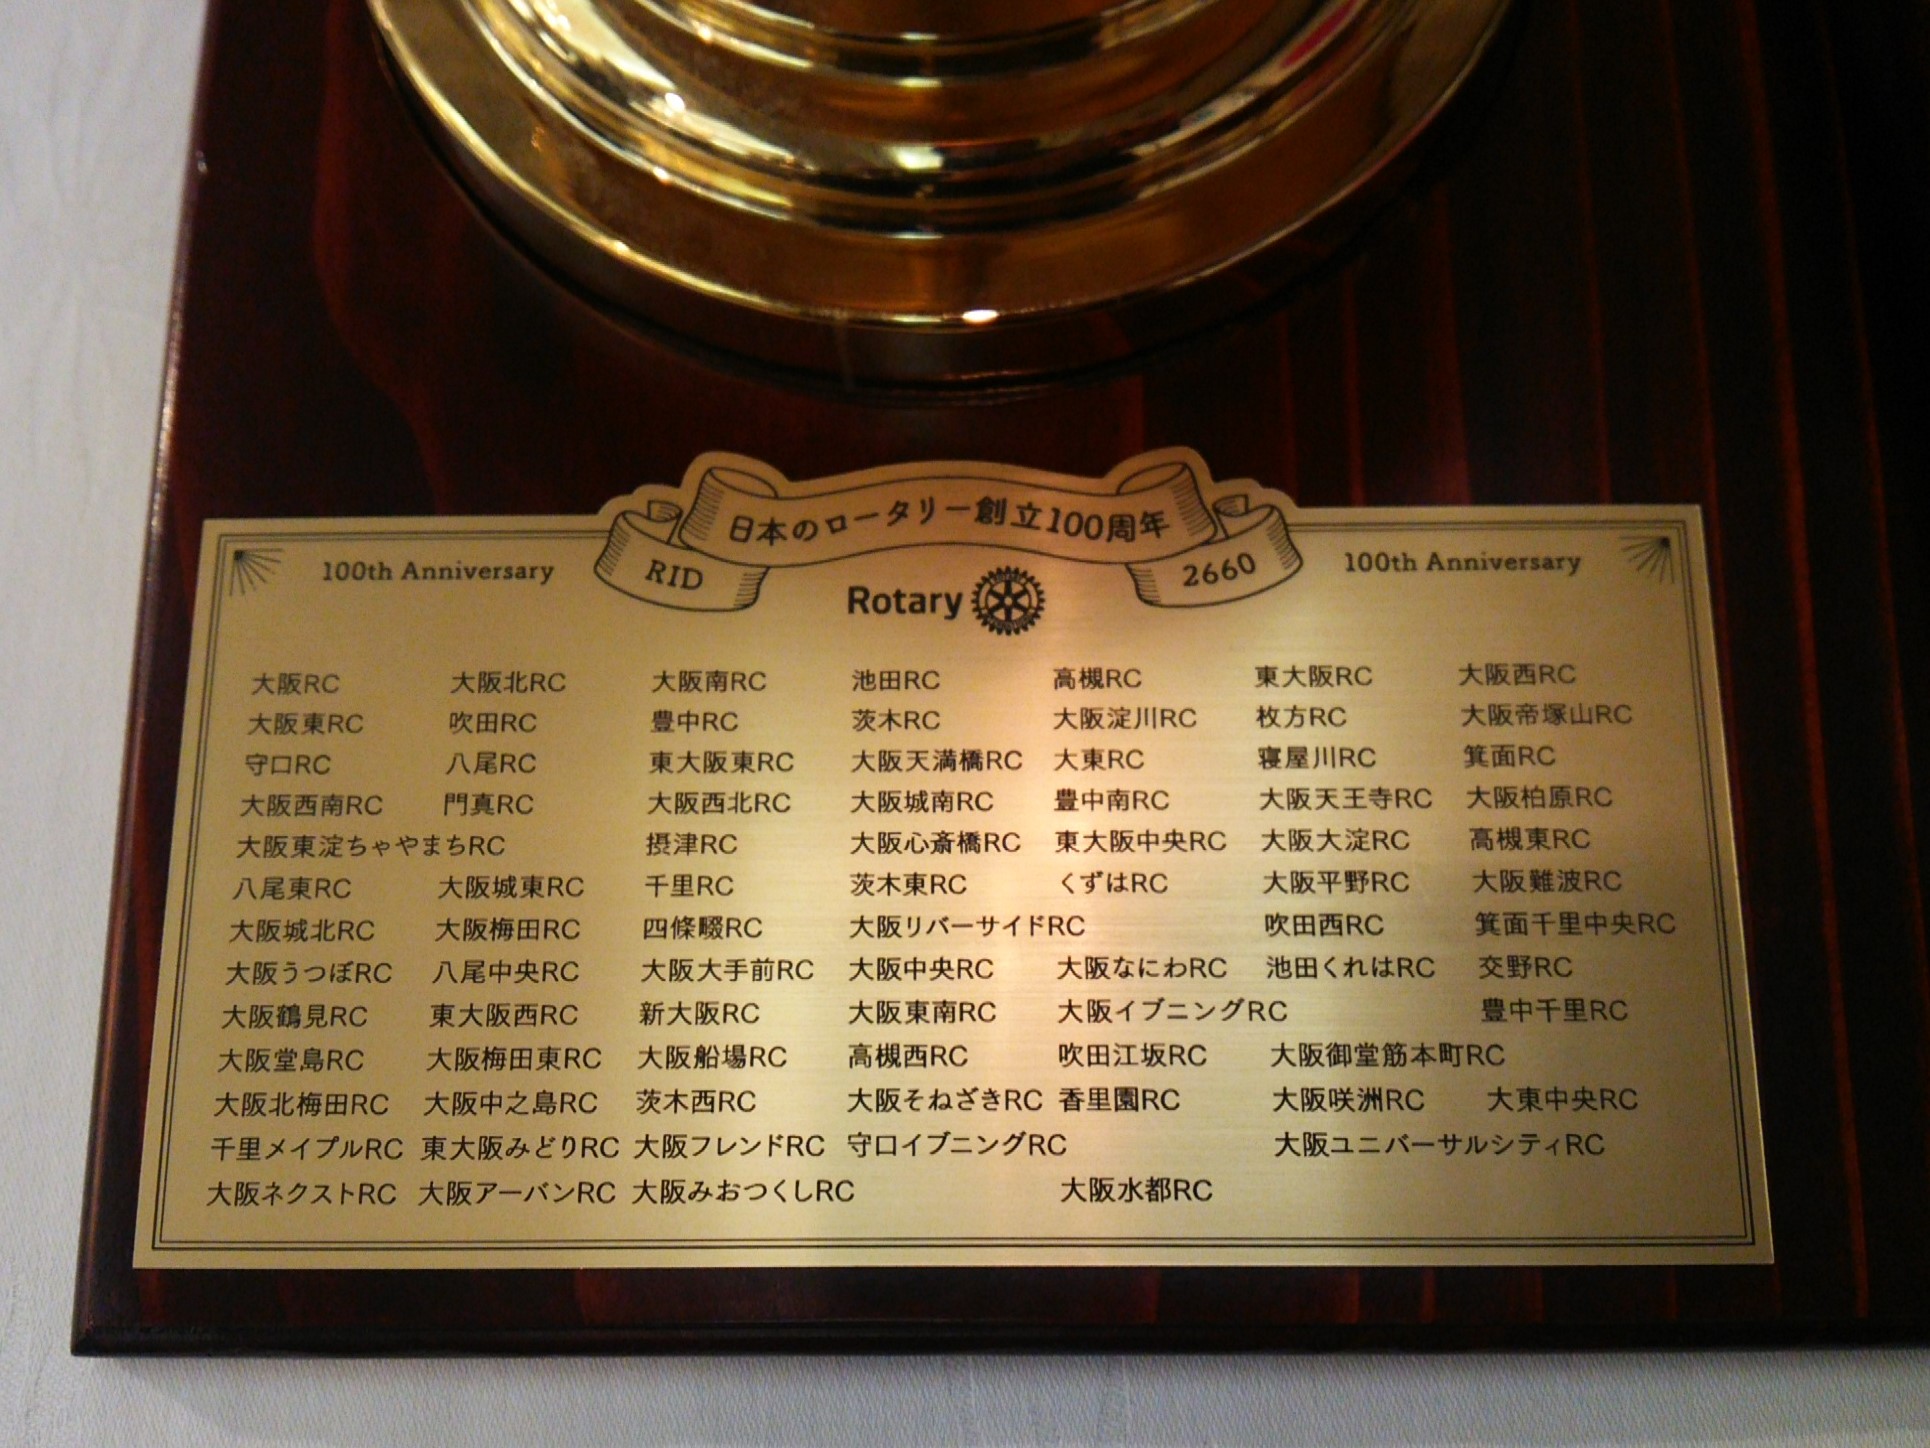 日本のロータリー創立100周年
RID 2660
100th Anniversary 100th Anniversary
Rotary
大阪RC 大阪北RC 大阪南RC 池田RC 高槻RC 東大阪RC 大阪西RC
大阪東RC 吹田RC 豊中RC 茨木RC 大阪淀川RC 枚方RC 大阪帝塚山RC
守口RC 八尾RC 東大阪東RC 大阪天満橋RC 大東RC 寝屋川RC 箕面RC
大阪西南RC 門真RC 大阪西北RC 大阪城南RC 豊中南RC 大阪天王寺RC 大阪柏原RC
大阪東淀ちゃやまちRC 摂津RC 大阪心斎橋RC 東大阪中央RC 大阪大淀RC 高槻東RC
八尾東RC 大阪城東RC 千里RC 茨木東RC くずはRC 大阪平野RC 大阪難波RC
大阪城北RC 大阪梅田RC 四條畷RC 大阪リバーサイドRC 吹田西RC 箕面千里中央RC
大阪うつぼRC 八尾中央RC 大阪大手前RC 大阪中央RC 大阪なにわRC 池田くれはRC 交野RC
大阪鶴見RC 東大阪西RC 新大阪RC 大阪東南RC 大阪イブニングRC 豊中千里RC
大阪堂島RC 大阪梅田東RC 大阪船場RC 高槻西RC 吹田江坂RC 大阪御堂筋本町RC
大阪北梅田RC 大阪中之島RC 茨木西RC 大阪そねざきRC 香里園RC 大阪咲洲RC 大東中央RC
千里メイプルRC 東大阪みどりRC 大阪フレンドRC 守口イブニングRC 大阪ユニバーサルシティRC
大阪ネクストRC 大阪アーバンRC 大阪みおつくしRC 大阪水都RC